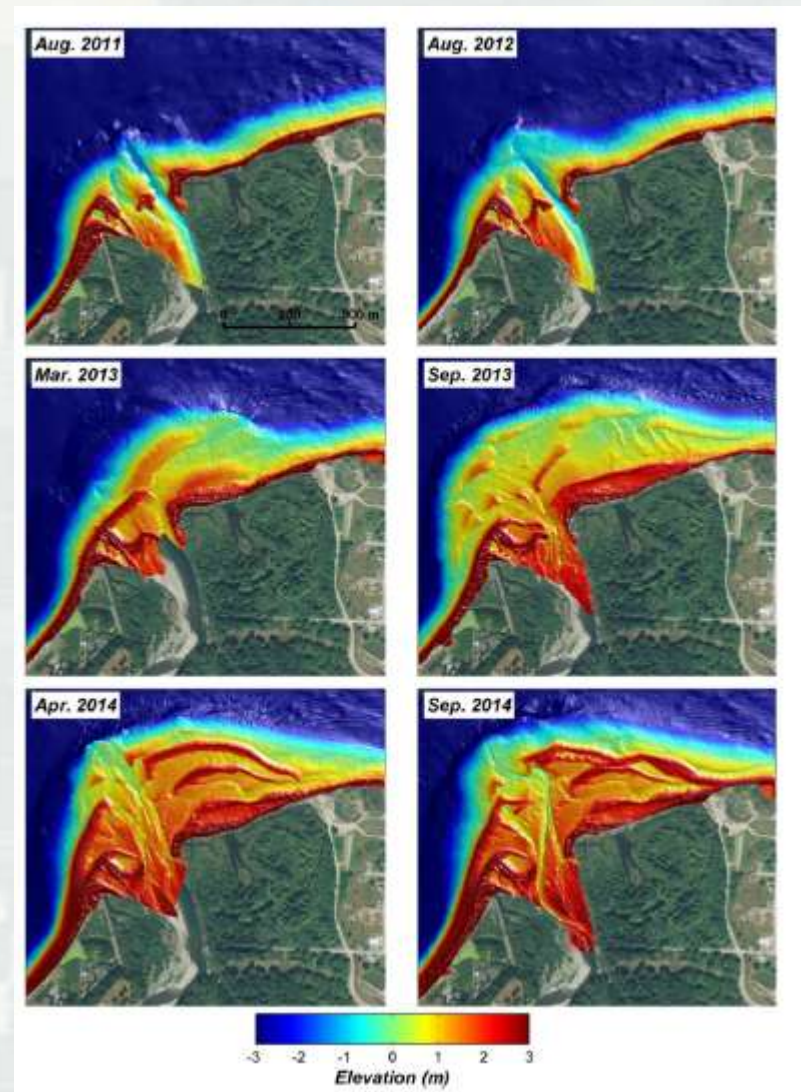 Aug. 2011
Aug. 2012
0
Mar. 2013
Sep. 2013
Apr. 2014
Sep. 2014
-3 -2 -1 0 1 2 3
Elevation (m)